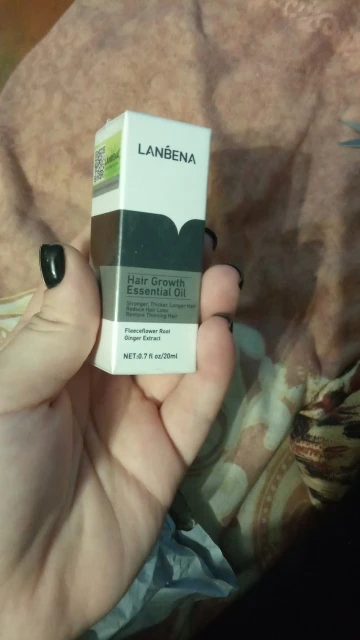 LANBENA
Hair Growth
Essential Oil
Stronger, Thicker Longer Hair
Reduce Hair Loss
Restore Thinning Hair
Fleeceflower Root
Ginger Extract
NET:0.7 fl oz/20ml